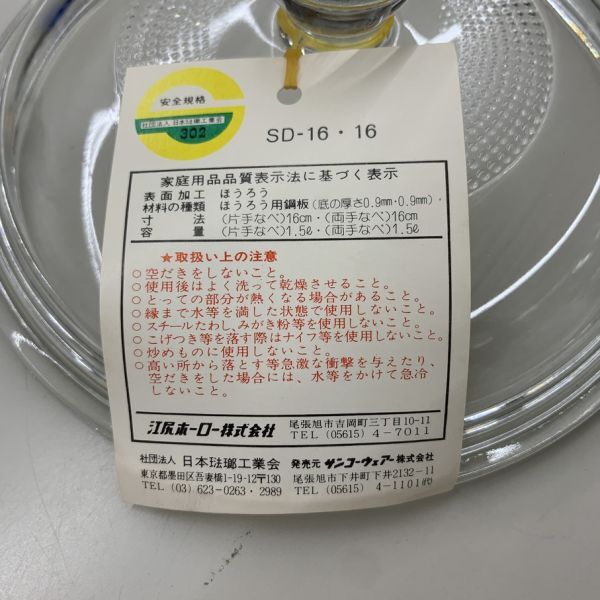 安全規格
社団法人 日本琺瑯工業会
302
SD-16・16
家庭用品品質表示法に基づく表示
表面加工 ほうろう
材料の種類 ほうろう用鋼板(底の厚さ0.9mm・0.9mm)・
寸法 (片手なべ)16cm・(両手なべ)16cm
容量 (片手なべ)1.5ℓ・(両手なべ)1.5ℓ
★取扱い上の注意
○空だきをしないこと。
○使用後はよく洗って乾燥させること。
○とっての部分が熱くなる場合があること。
○縁まで水等を満した状態で使用しないこと。
○スチールたわし、みがき粉等を使用しないこと。
○こげつき等を落す際はナイフ等を使用しないこと。
○炒めものに使用しないこと。
○高い所から落とす等急激な衝撃を与えたり、
空だきをした場合には、水等をかけて急冷
しないこと。
江尻ホーロー株式会社 尾張旭市吉岡町三丁目10-11
TEL(05615)4-7011
社団法人 日本琺瑯工業会 発売元 サンコーウェアー株式会社
東京都墨田区吾妻橋1-19-12〒130 尾張旭市下井町下井2132-11
TEL(03)623-0263・2989 TEL(05615)4-1101(代)